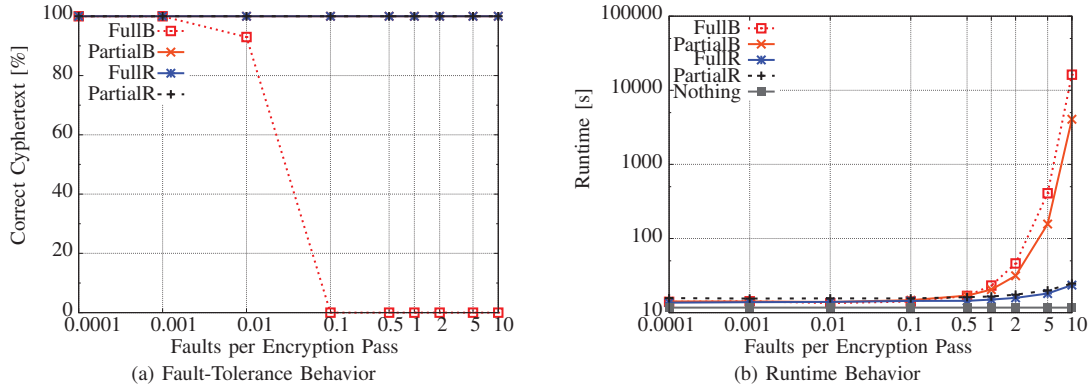 100
80
60
40
20
0
Correct Cyphertext [%]
FullB
PartialB
FullR
PartialR
0.0001 0.001 0.01 0.1 0.5 1 2 5 10
Faults per Encryption Pass
(a) Fault-Tolerance Behavior
100000
10000
1000
100
10
Runtime [s]
FullB
PartialB
FullR
PartialR
Nothing
0.0001 0.001 0.01 0.1 0.5 1 2 5 10
Faults per Encryption Pass
(b) Runtime Behavior